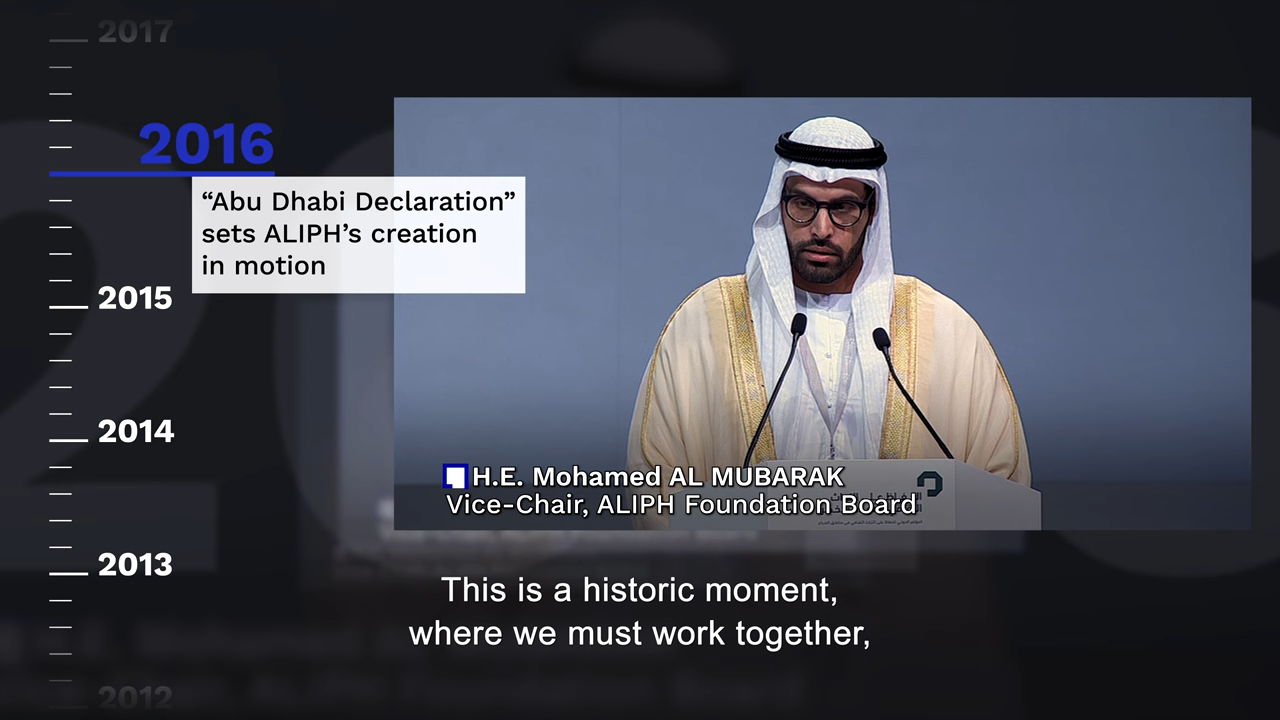 2017
2016
“Abu Dhabi Declaration”
sets ALIPH’s creation
in motion
2015
2014
2013
2012
H.E. Mohamed AL MUBARAK
Vice-Chair, ALIPH Foundation Board
This is a historic moment,
where we must work together,